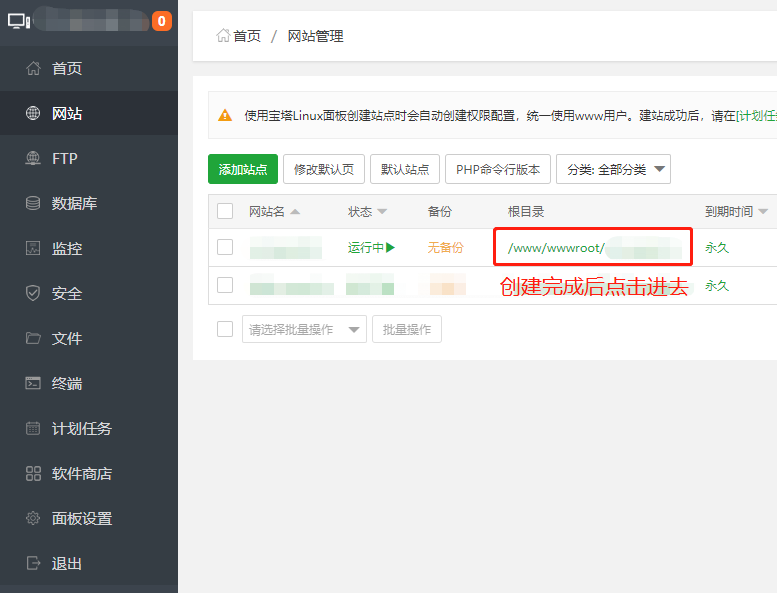 0
首页
网站
FTP
数据库
监控
安全
文件
终端
计划任务
软件商店
面板设置
退出
首页 / 网站管理
使用宝塔Linux面板创建站点时会自动创建权限配置，统一使用www用户。建站成功后，请在[计划任
添加站点 修改默认页 默认站点 PHP命令行版本 分类: 全部分类
网站名 状态 备份 根目录 到期时间
运行中 无备份 /www/wwwroot/ 永久
创建完成后点击进去 永久
请选择批量操作 批量操作